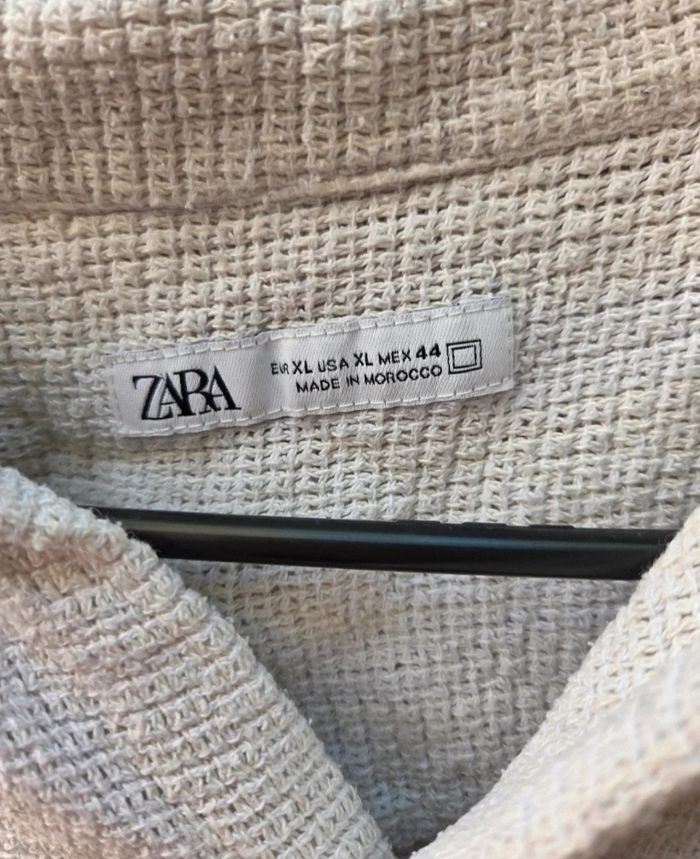 ZARA
EUR XL USA XL MEX 44
MADE IN MOROCCO